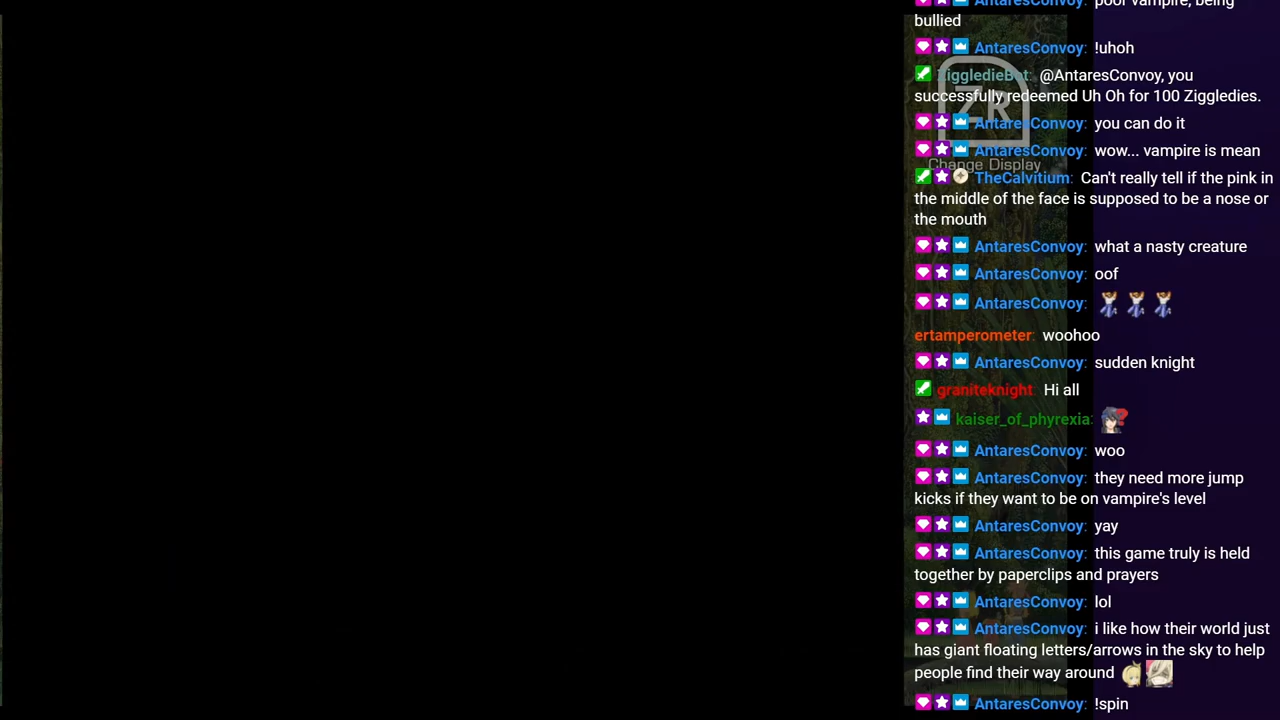 poor vampire, being
bullied
AntaresConvoy: !uhoh
ZiggledieBot: @AntaresConvoy, you
successfully redeemed Uh Oh for 100 Ziggledies.
ZR
AntaresConvoy: you can do it
AntaresConvoy: wow... vampire is mean
Change Display
TheCalvitium: Can't really tell if the pink in
the middle of the face is supposed to be a nose or
the mouth
AntaresConvoy: what a nasty creature
AntaresConvoy: oof
AntaresConvoy:
ertamperometer: woohoo
AntaresConvoy: sudden knight
graniteknight: Hi all
kaiser_of_phyrexia:
AntaresConvoy: woo
AntaresConvoy: they need more jump
kicks if they want to be on vampire's level
AntaresConvoy: yay
AntaresConvoy: this game truly is held
together by paperclips and prayers
AntaresConvoy: lol
AntaresConvoy: i like how their world just
has giant floating letters/arrows in the sky to help
people find their way around
AntaresConvoy: !spin